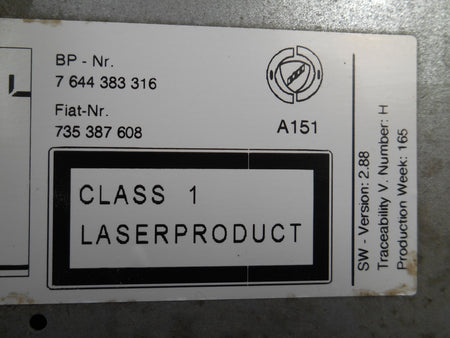 BP - Nr.
7 644 383 316
Fiat-Nr.
735 387 608
A151
CLASS 1
LASERPRODUCT
SW - Version: 2.88
Traceability V. Number: H
Production Week: 165